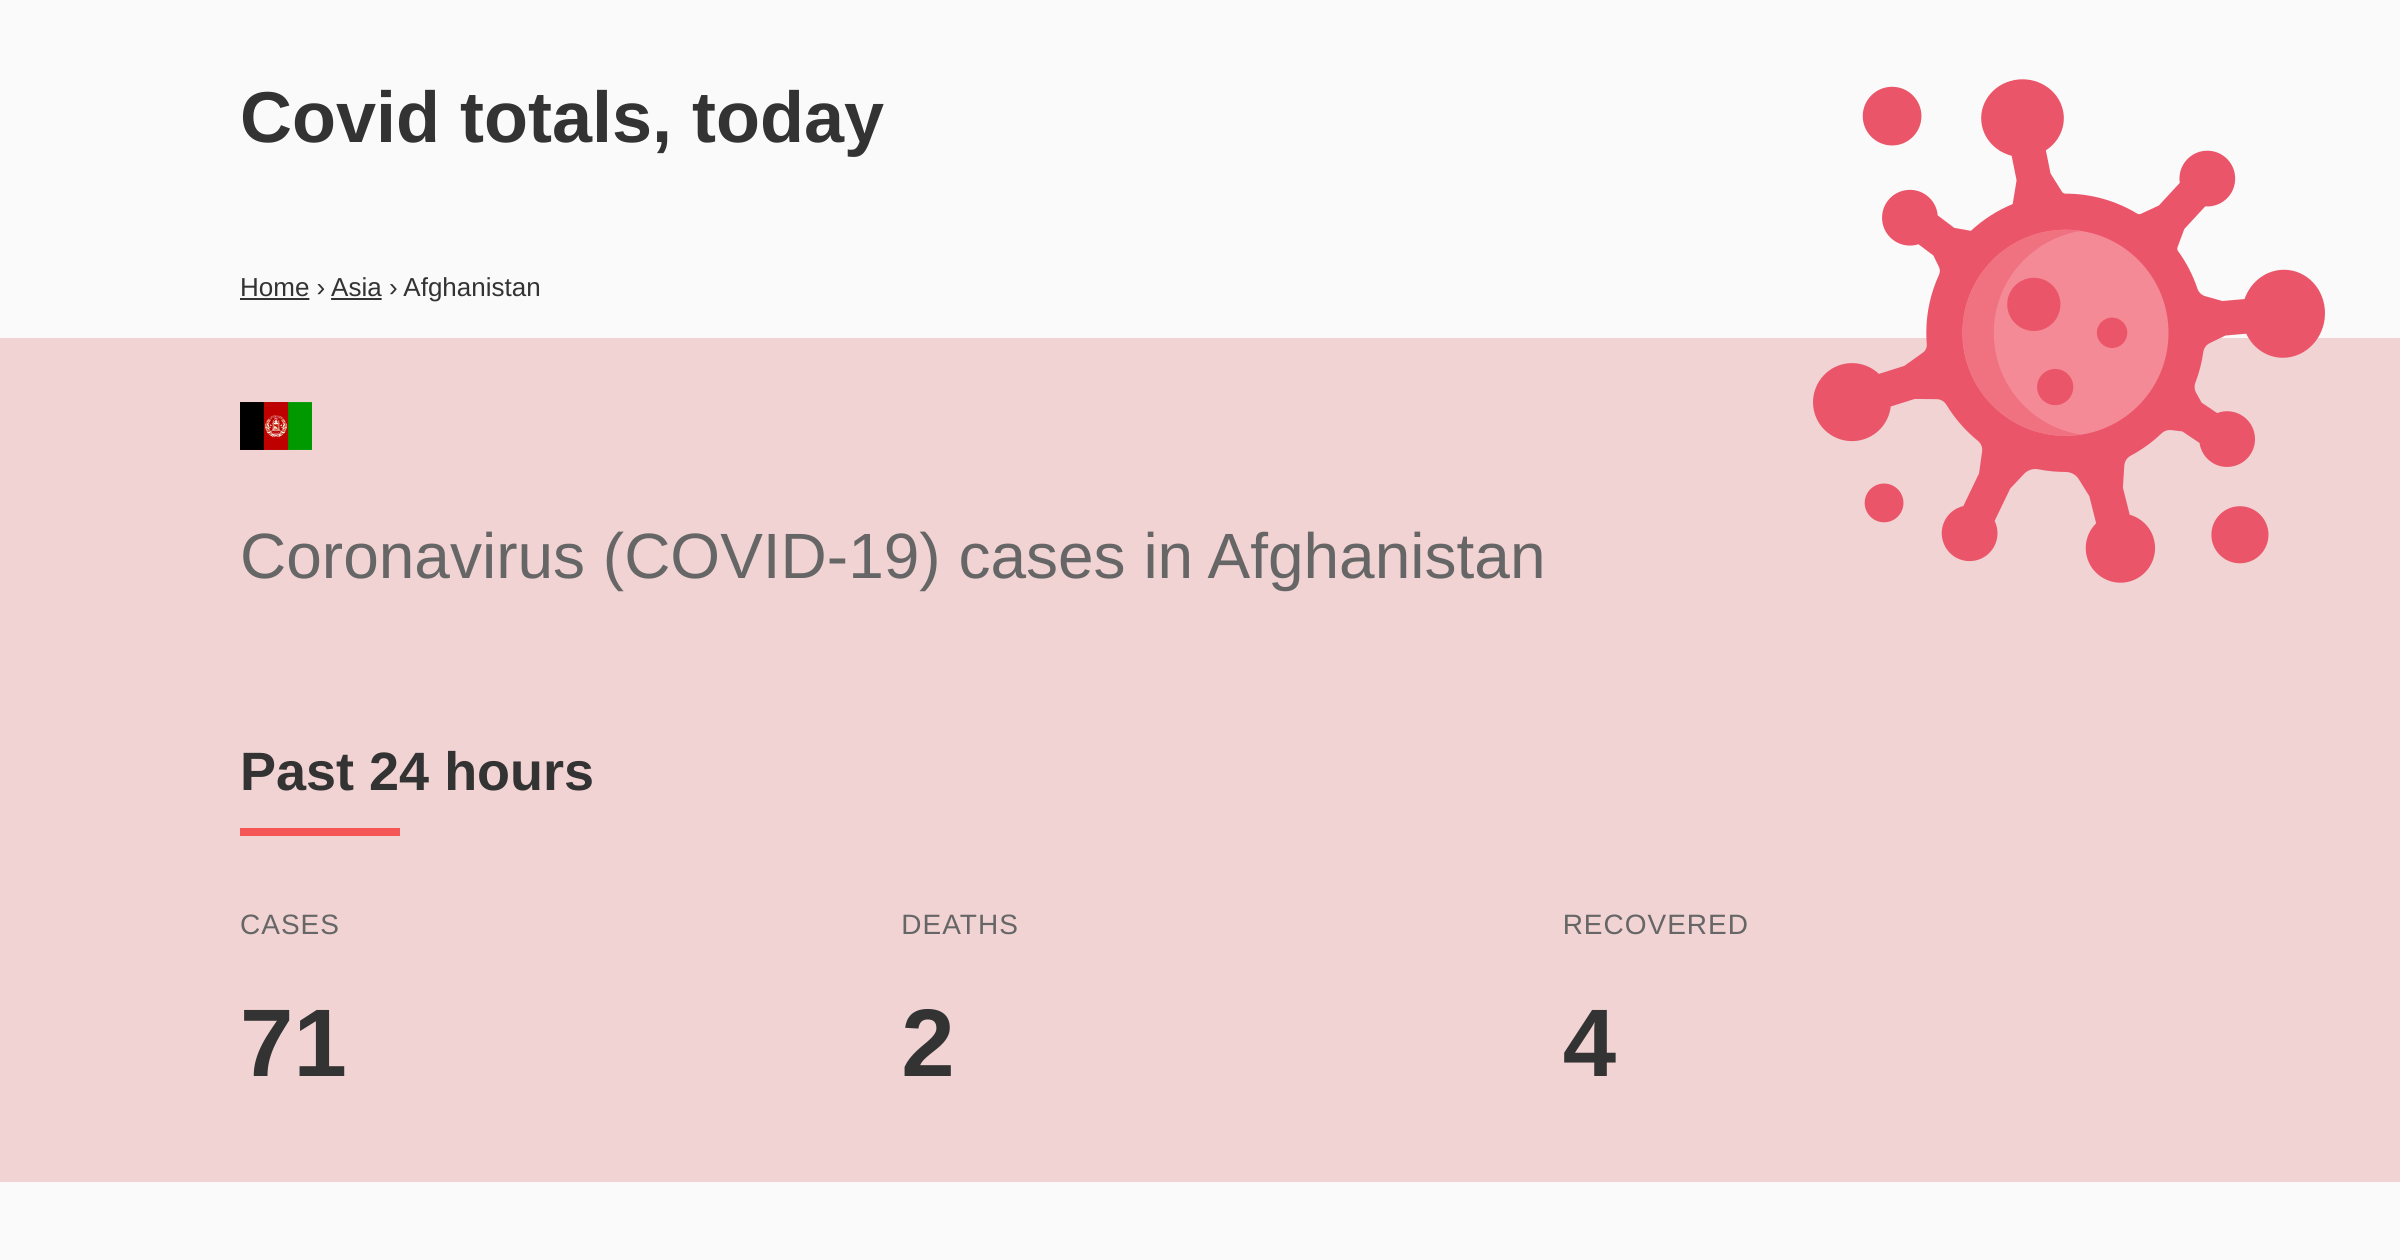 Covid totals, today
Home › Asia › Afghanistan
Coronavirus (COVID-19) cases in Afghanistan
Past 24 hours
CASES DEATHS RECOVERED
71 2 4